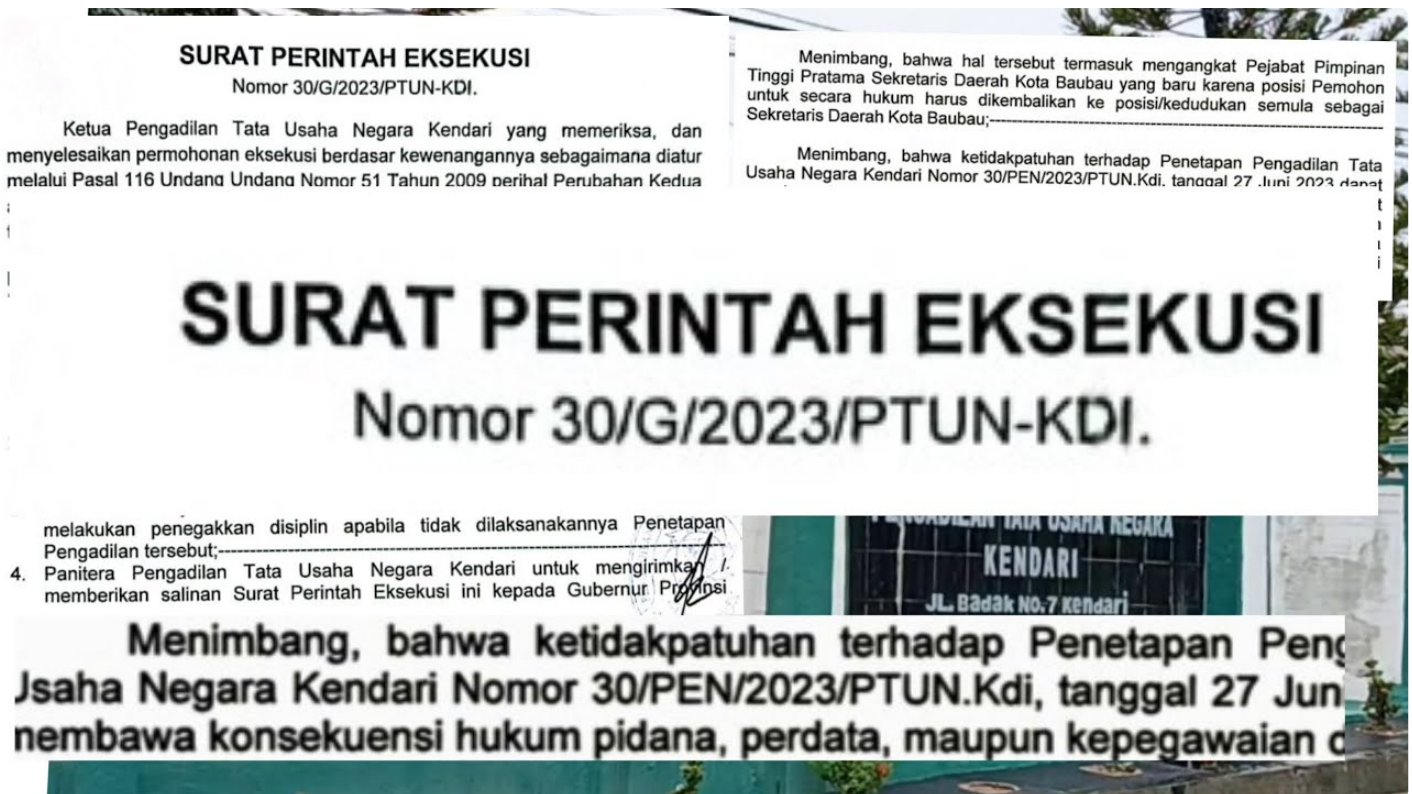 SURAT PERINTAH EKSEKUSI
Nomor 30/G/2023/PTUN-KDI.
Ketua Pengadilan Tata Usaha Negara Kendari yang memeriksa, dan
menyelesaikan permohonan eksekusi berdasar kewenangannya sebagaimana diatur
melalui Pasal 116 Undang Undang Nomor 51 Tahun 2009 perihal Perubahan Kedua
Menimbang, bahwa hal tersebut termasuk mengangkat Pejabat Pimpinan
Tinggi Pratama Sekretaris Daerah Kota Baubau yang baru karena posisi Pemohon
untuk secara hukum harus dikembalikan ke posisi/kedudukan semula sebagai
Sekretaris Daerah Kota Baubau;
Menimbang, bahwa ketidakpatuhan terhadap Penetapan Pengadilan Tata
Usaha Negara Kendari Nomor 30/PEN/2023/PTUN.Kdi, tanggal 27 Juni 2023 dapat
SURAT PERINTAH EKSEKUSI
Nomor 30/G/2023/PTUN-KDI.
melakukan penegakkan disiplin apabila tidak dilaksanakannya Penetapan
Pengadilan tersebut;
4. Panitera Pengadilan Tata Usaha Negara Kendari untuk mengirimkan /
memberikan salinan Surat Perintah Eksekusi ini kepada Gubernur Provinsi
PENGADILAN TATA USAHA NEGARA
KENDARI
JL. Badak NO.7 Kendari
Menimbang, bahwa ketidakpatuhan terhadap Penetapan Peng
Usaha Negara Kendari Nomor 30/PEN/2023/PTUN.Kdi, tanggal 27 Jun
membawa konsekuensi hukum pidana, perdata, maupun kepegawaian